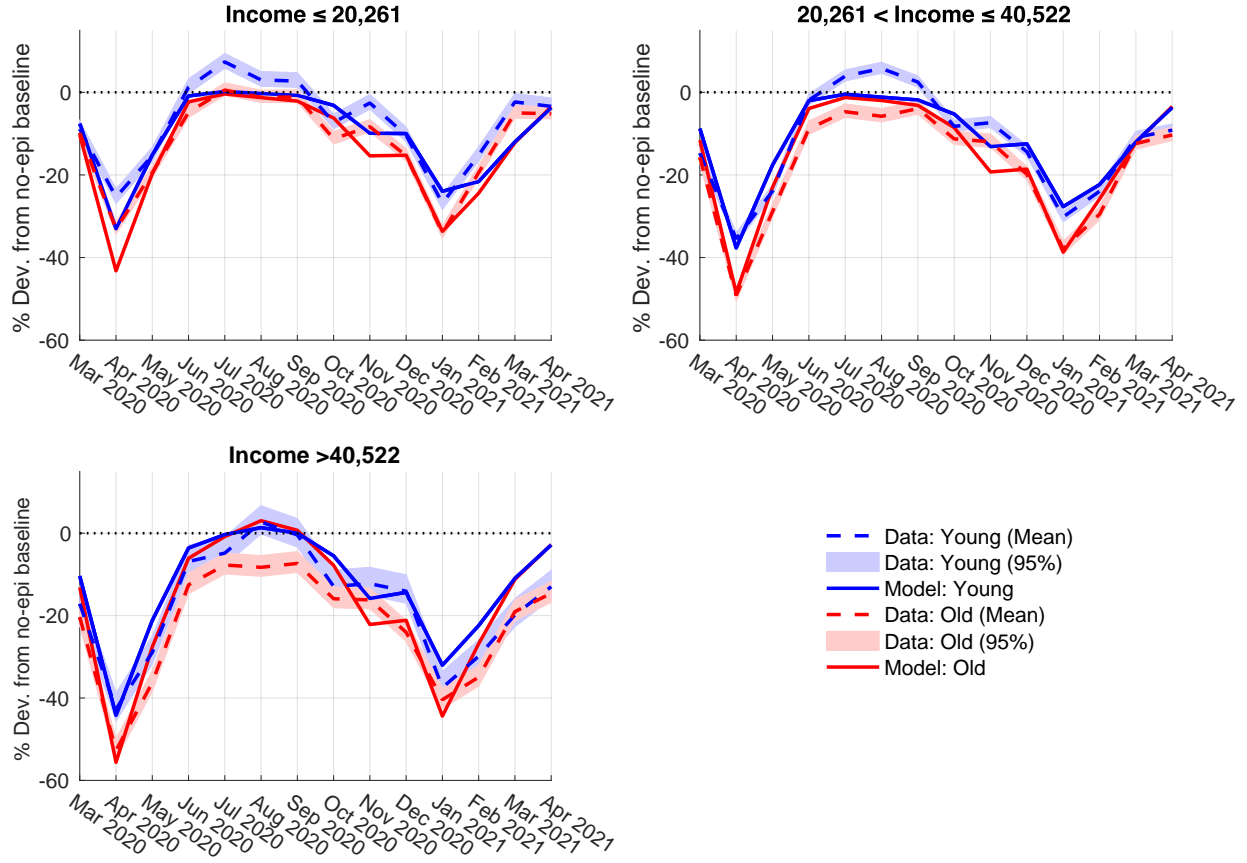 Income ≤ 20,261
% Dev. from no-epi baseline
0
-20
-40
-60
Mar 2020
Apr 2020
May 2020
Jun 2020
Jul 2020
Aug 2020
Sep 2020
Oct 2020
Nov 2020
Dec 2020
Jan 2021
Feb 2021
Mar 2021
Apr 2021
20,261 < Income ≤ 40,522
% Dev. from no-epi baseline
0
-20
-40
-60
Mar 2020
Apr 2020
May 2020
Jun 2020
Jul 2020
Aug 2020
Sep 2020
Oct 2020
Nov 2020
Dec 2020
Jan 2021
Feb 2021
Mar 2021
Apr 2021
Income >40,522
% Dev. from no-epi baseline
0
-20
-40
-60
Mar 2020
Apr 2020
May 2020
Jun 2020
Jul 2020
Aug 2020
Sep 2020
Oct 2020
Nov 2020
Dec 2020
Jan 2021
Feb 2021
Mar 2021
Apr 2021
Data: Young (Mean)
Data: Young (95%)
Model: Young
Data: Old (Mean)
Data: Old (95%)
Model: Old